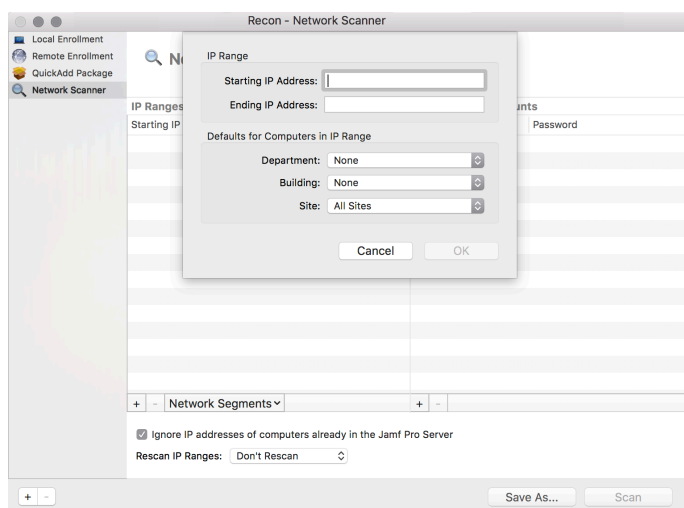 Recon - Network Scanner
Local Enrollment
Remote Enrollment
QuickAdd Package
Network Scanner
IP Range
Starting IP Address:
Ending IP Address:
Defaults for Computers in IP Range
Department: None
Building: None
Site: All Sites
Cancel OK
IP Ranges
Starting IP Password
+ - Network Segments + -
Ignore IP addresses of computers already in the Jamf Pro Server
Rescan IP Ranges: Don't Rescan
+ - Save As... Scan